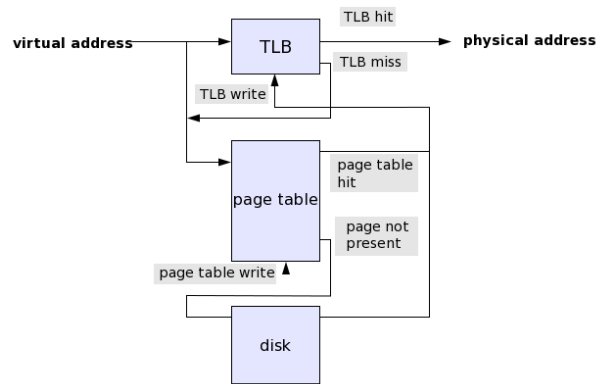 TLB hit
virtual address
TLB
physical address
TLB miss
TLB write
page table
hit
page table
page not
present
page table write
disk